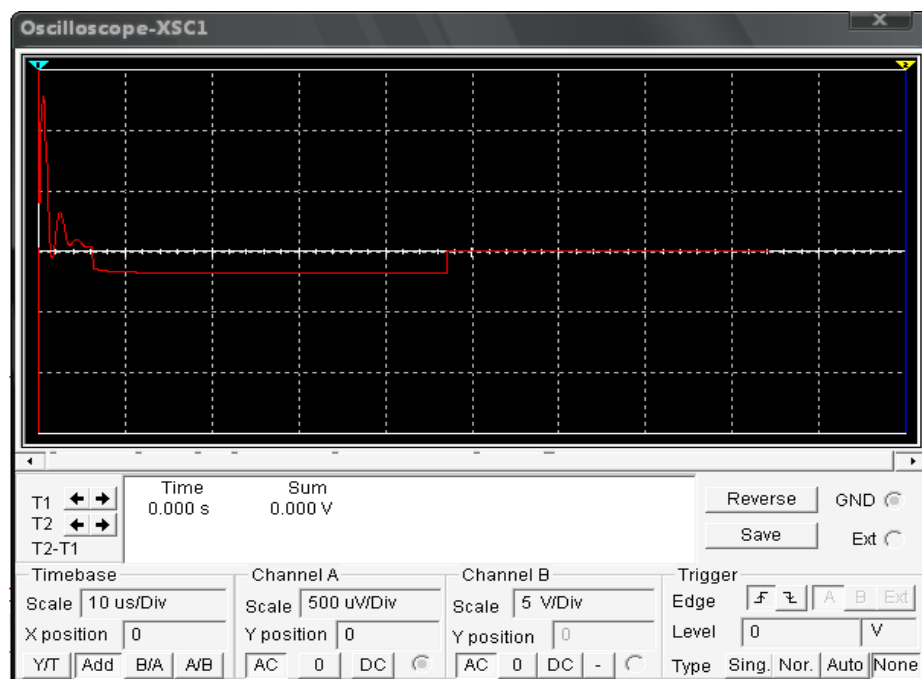 Oscilloscope-XSC1
X
1 2
Time Sum
T1 0.000 s 0.000 V
T2
T2-T1
Reverse GND
Save Ext
Timebase Channel A Channel B Trigger
Scale 10 us/Div Scale 500 uV/Div Scale 5 V/Div Edge A B Ext
X position 0 Y position 0 Y position 0 Level 0 V
Y/T Add B/A A/B AC 0 DC AC 0 DC - Type Sing. Nor. Auto None